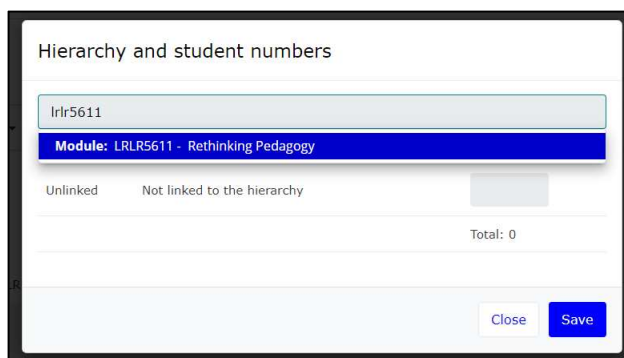 Hierarchy and student numbers
lrlr5611
Module: LRLR5611 - Rethinking Pedagogy
Unlinked Not linked to the hierarchy
Total: 0
Close Save